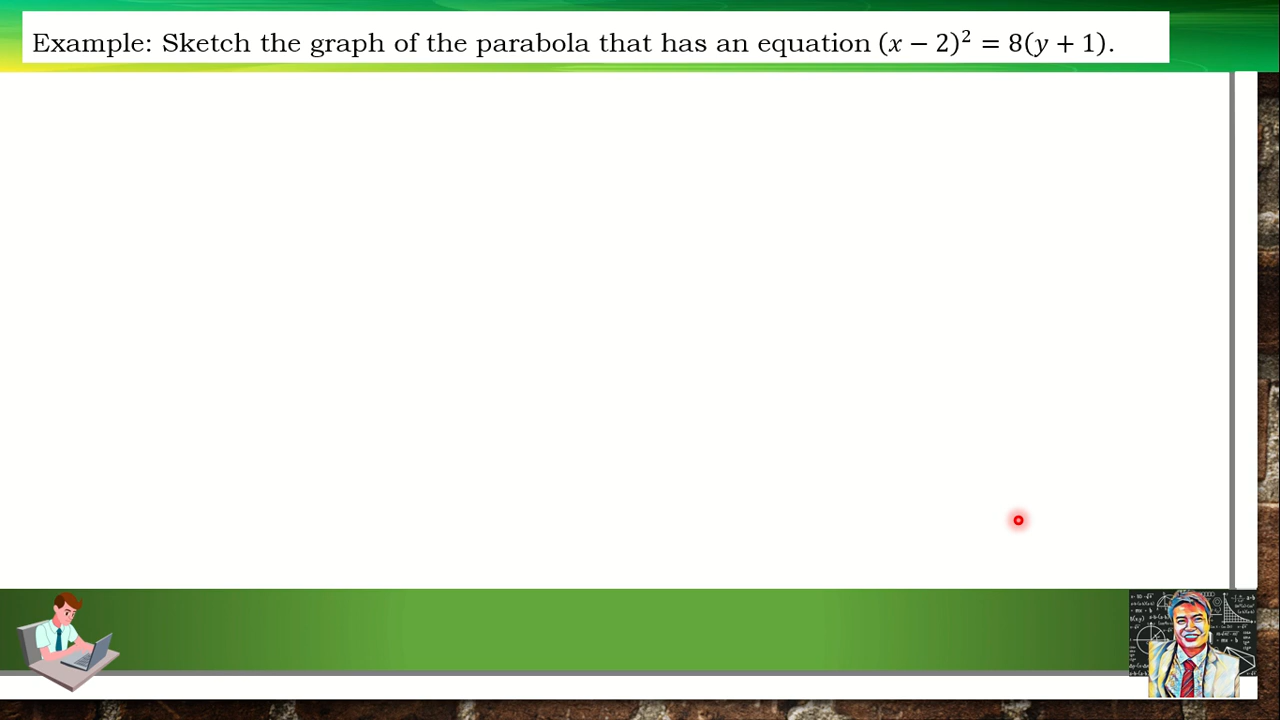 Example: Sketch the graph of the parabola that has an equation (𝑥 − 2)² = 8(𝑦 + 1).